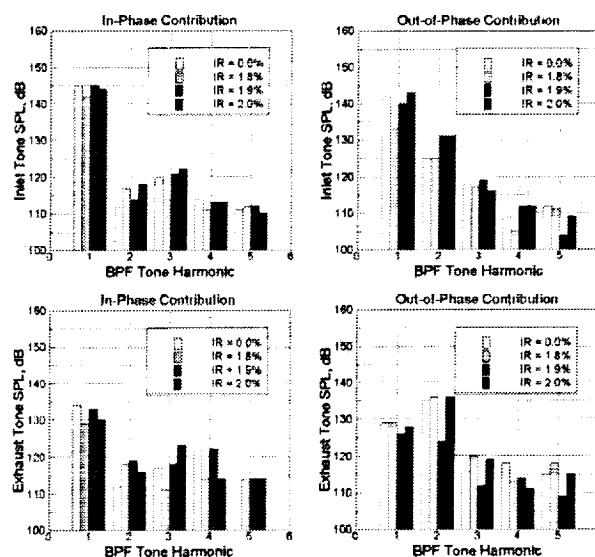 In-Phase Contribution
160
150
140
130
120
110
100
Inlet Tone SPL, dB
IR = 0.0%
IR = 1.8%
IR = 1.9%
IR = 2.0%
0 1 2 3 4 5 6
BPF Tone Harmonic
Out-of-Phase Contribution
160
150
140
130
120
110
100
Inlet Tone SPL, dB
IR = 0.0%
IR = 1.8%
IR = 1.9%
IR = 2.0%
0 1 2 3 4 5
BPF Tone Harmonic
In-Phase Contribution
160
150
140
130
120
110
100
Exhaust Tone SPL, dB
IR = 0.0%
IR = 1.8%
IR = 1.9%
IR = 2.0%
0 1 2 3 4 5 6
BPF Tone Harmonic
Out-of-Phase Contribution
160
150
140
130
120
110
100
Exhaust Tone SPL, dB
IR = 0.0%
IR = 1.8%
IR = 1.9%
IR = 2.0%
0 1 2 3 4 5
BPF Tone Harmonic